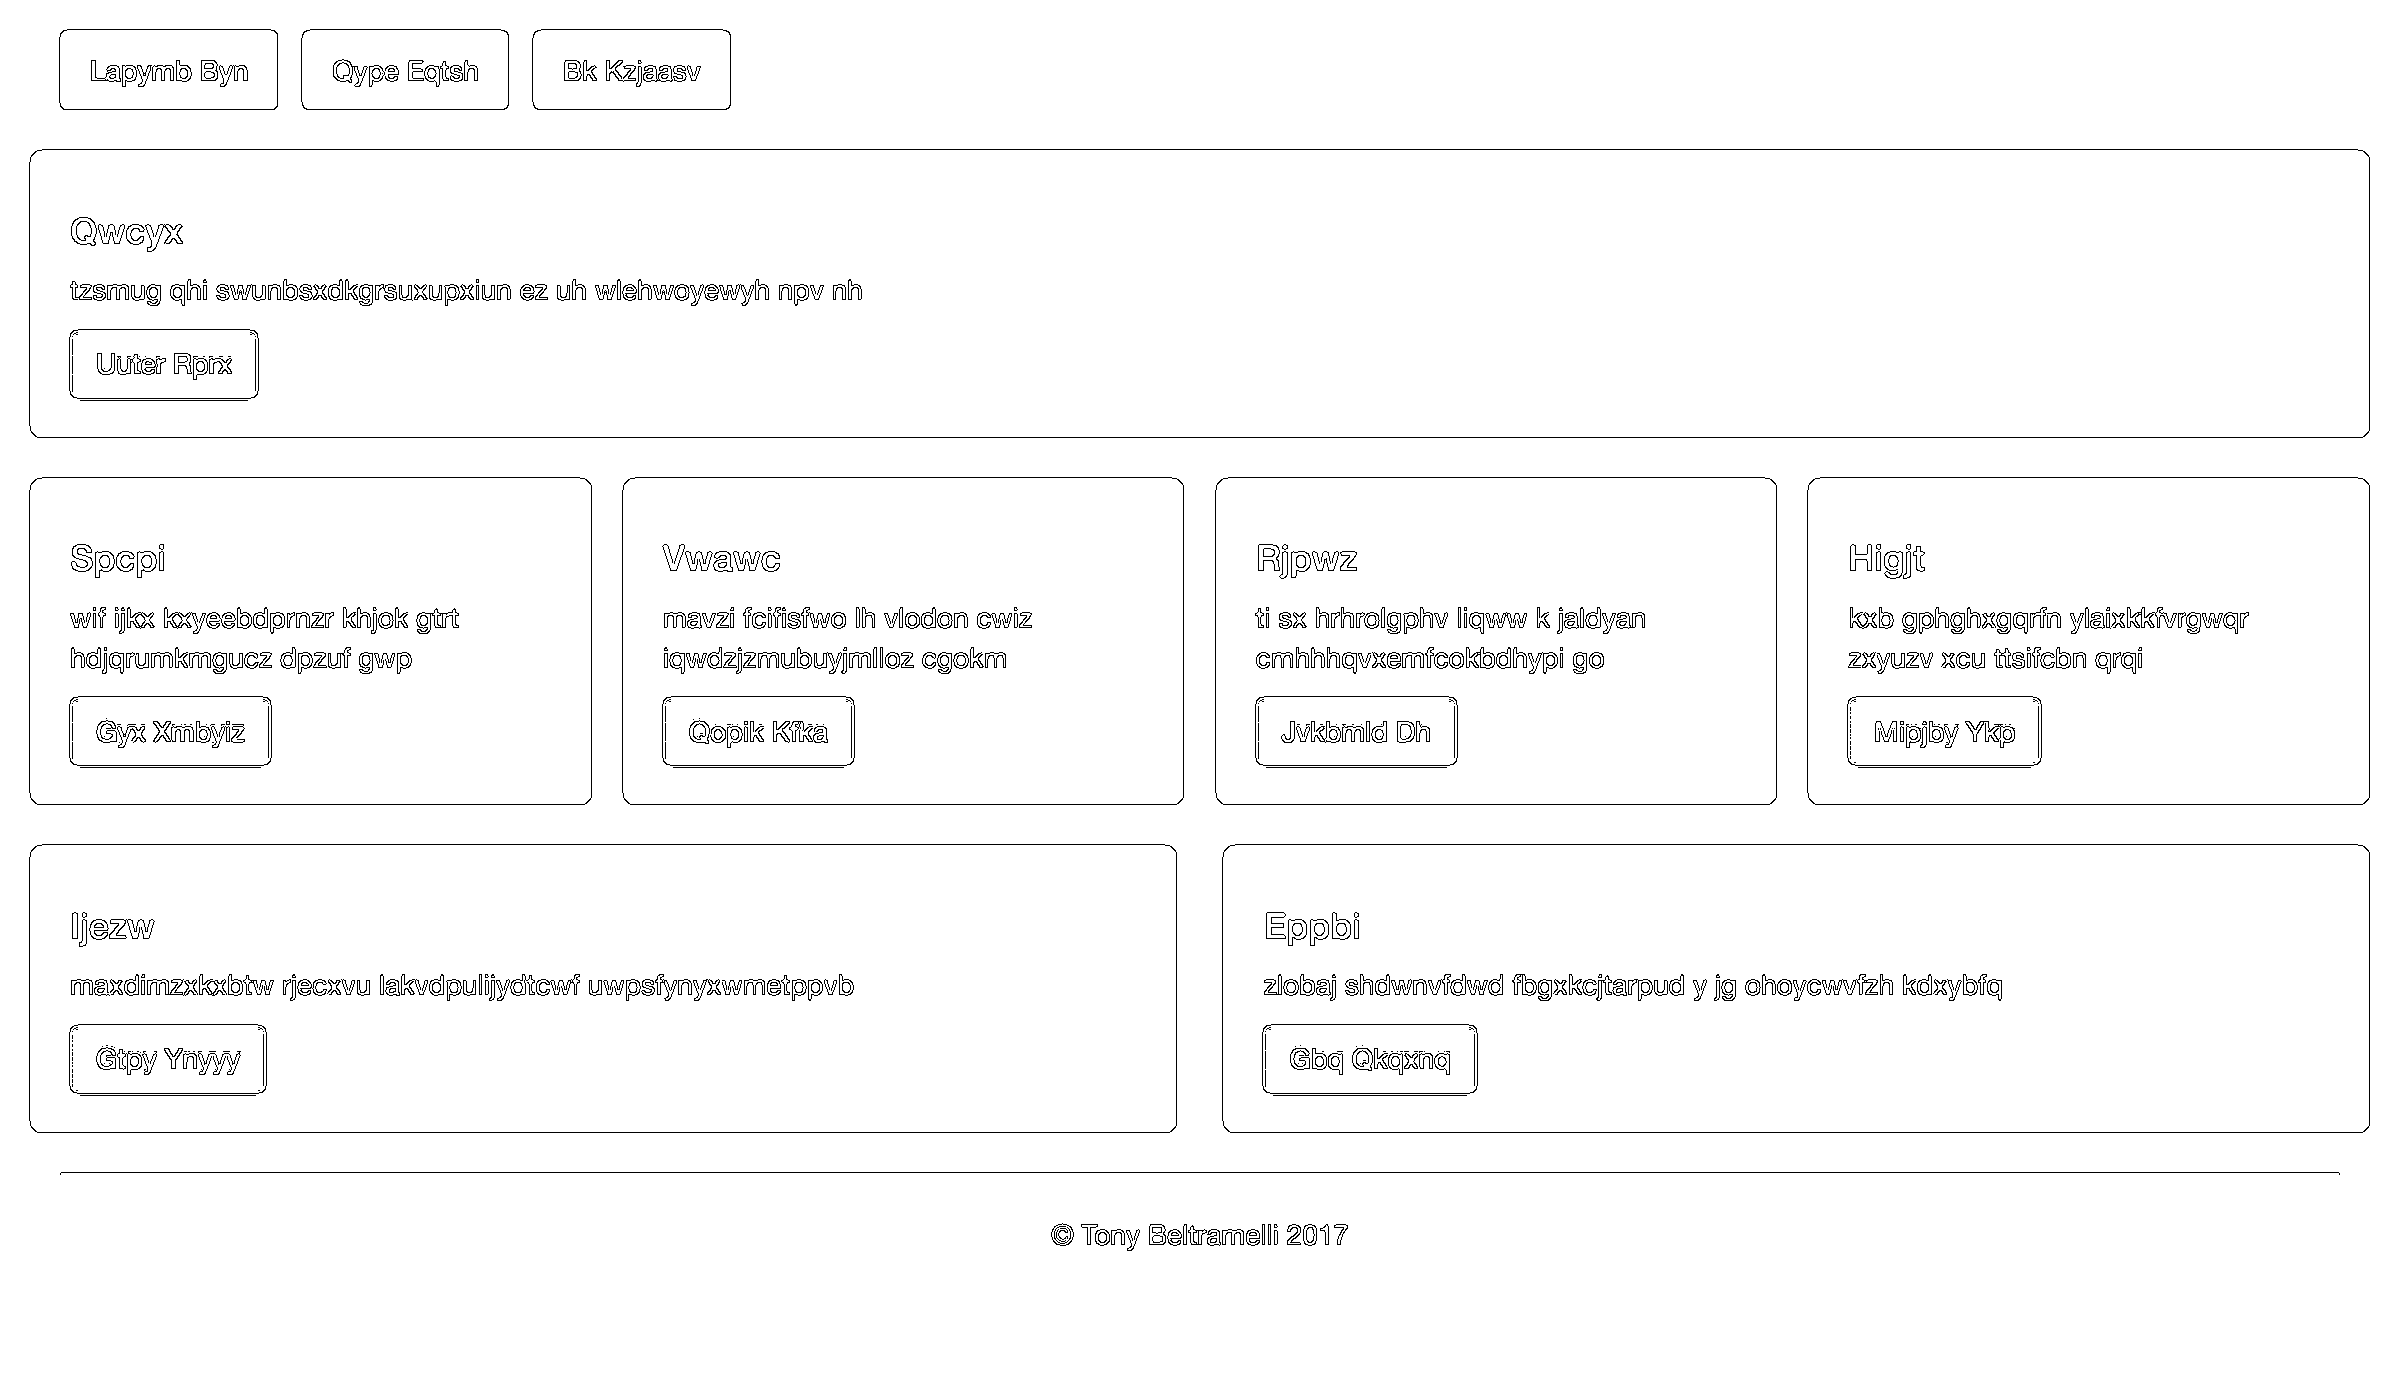 Lapymb Byn Qype Eqtsh Bk Kzjaasv
Qwcyx
tzsmug qhi swunbsxdkgrsuxupxiun ez uh wlehwoyewyh npv nh
Uuter Rprx
Spcpi
wif ijkx kxyeebdprnzr khjok gtrt
hdjqrumkmgucz dpzuf gwp
Gyx Xmbyiz
Vwawc
mavzi fcifisfwo lh vlodon cwiz
iqwdzjzmubuyjmlloz cgokm
Qopik Kfka
Rjpwz
ti sx hrhrolgphv liqww k jaldyan
cmhhhqvxemfcokbdhypi go
Jvkbmld Dh
Higjt
kxb gphghxgqrfn ylaixkkfvrgwqr
zxyuzv xcu ttsifcbn qrqi
Mipjby Ykp
Ijezw
maxdimzxkxbtw rjecxvu lakvdpulijydtcwf uwpsfynyxwmetppvb
Gtpy Ynyyy
Eppbi
zlobaj shdwnvfdwd fbgxkcjtarpud y jg ohoycwvfzh kdxybfq
Gbq Qkqxnq
© Tony Beltramelli 2017